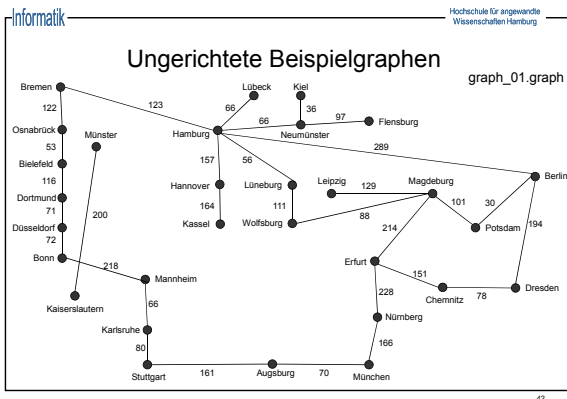 Informatik
Hochschule für angewandte
Wissenschaften Hamburg
Ungerichtete Beispielgraphen
graph_01.graph
Bremen
Lübeck
Kiel
123
66
36
97
Flensburg
122
66
Osnabrück
Münster
Hamburg
Neumünster
289
53
157
56
Bielefeld
Berlin
116
Hannover
Lüneburg
Leipzig
129
Magdeburg
Dortmund
101
30
71
200
164
111
88
194
Düsseldorf
Kassel
Wolfsburg
Potsdam
72
214
Bonn
218
Erfurt
Mannheim
151
Kaiserslautern
66
228
Chemnitz
78
Dresden
Karlsruhe
Nürnberg
80
166
161
70
Stuttgart
Augsburg
München
42